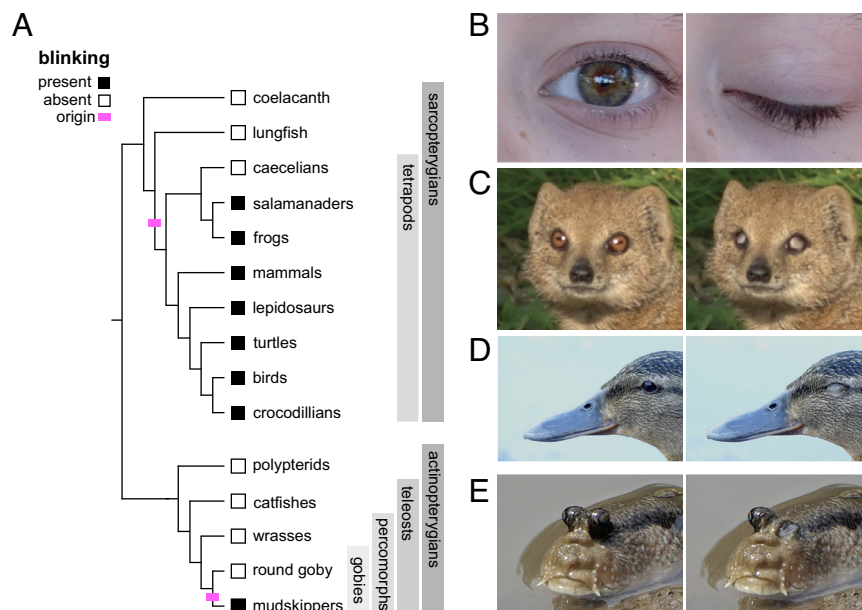 A
blinking
present
absent
origin
coelacanth
lungfish
caecelians
salamanaders
frogs
mammals
lepidosaurs
turtles
birds
crocodillians
polypterids
catfishes
wrasses
round goby
mudskippers
tetrapods
sarcopterygians
gobies
percomorphs
teleosts
actinopterygians
B
C
D
E